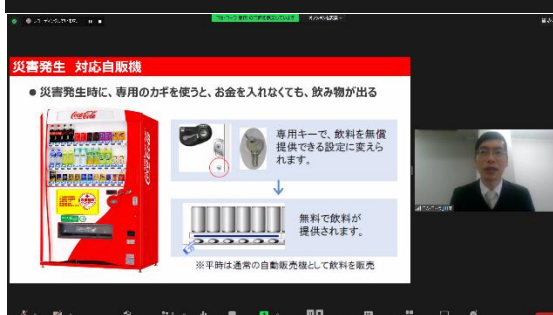 災害発生 対応自販機
● 災害発生時に、専用のカギを使うと、お金を入れなくても、飲み物が出る
Coca-Cola
専用キーで、飲料を無償
提供できる設定に変えら
れます。
無料で飲料が
提供されます。
※平時は通常の自動販売機として飲料を販売